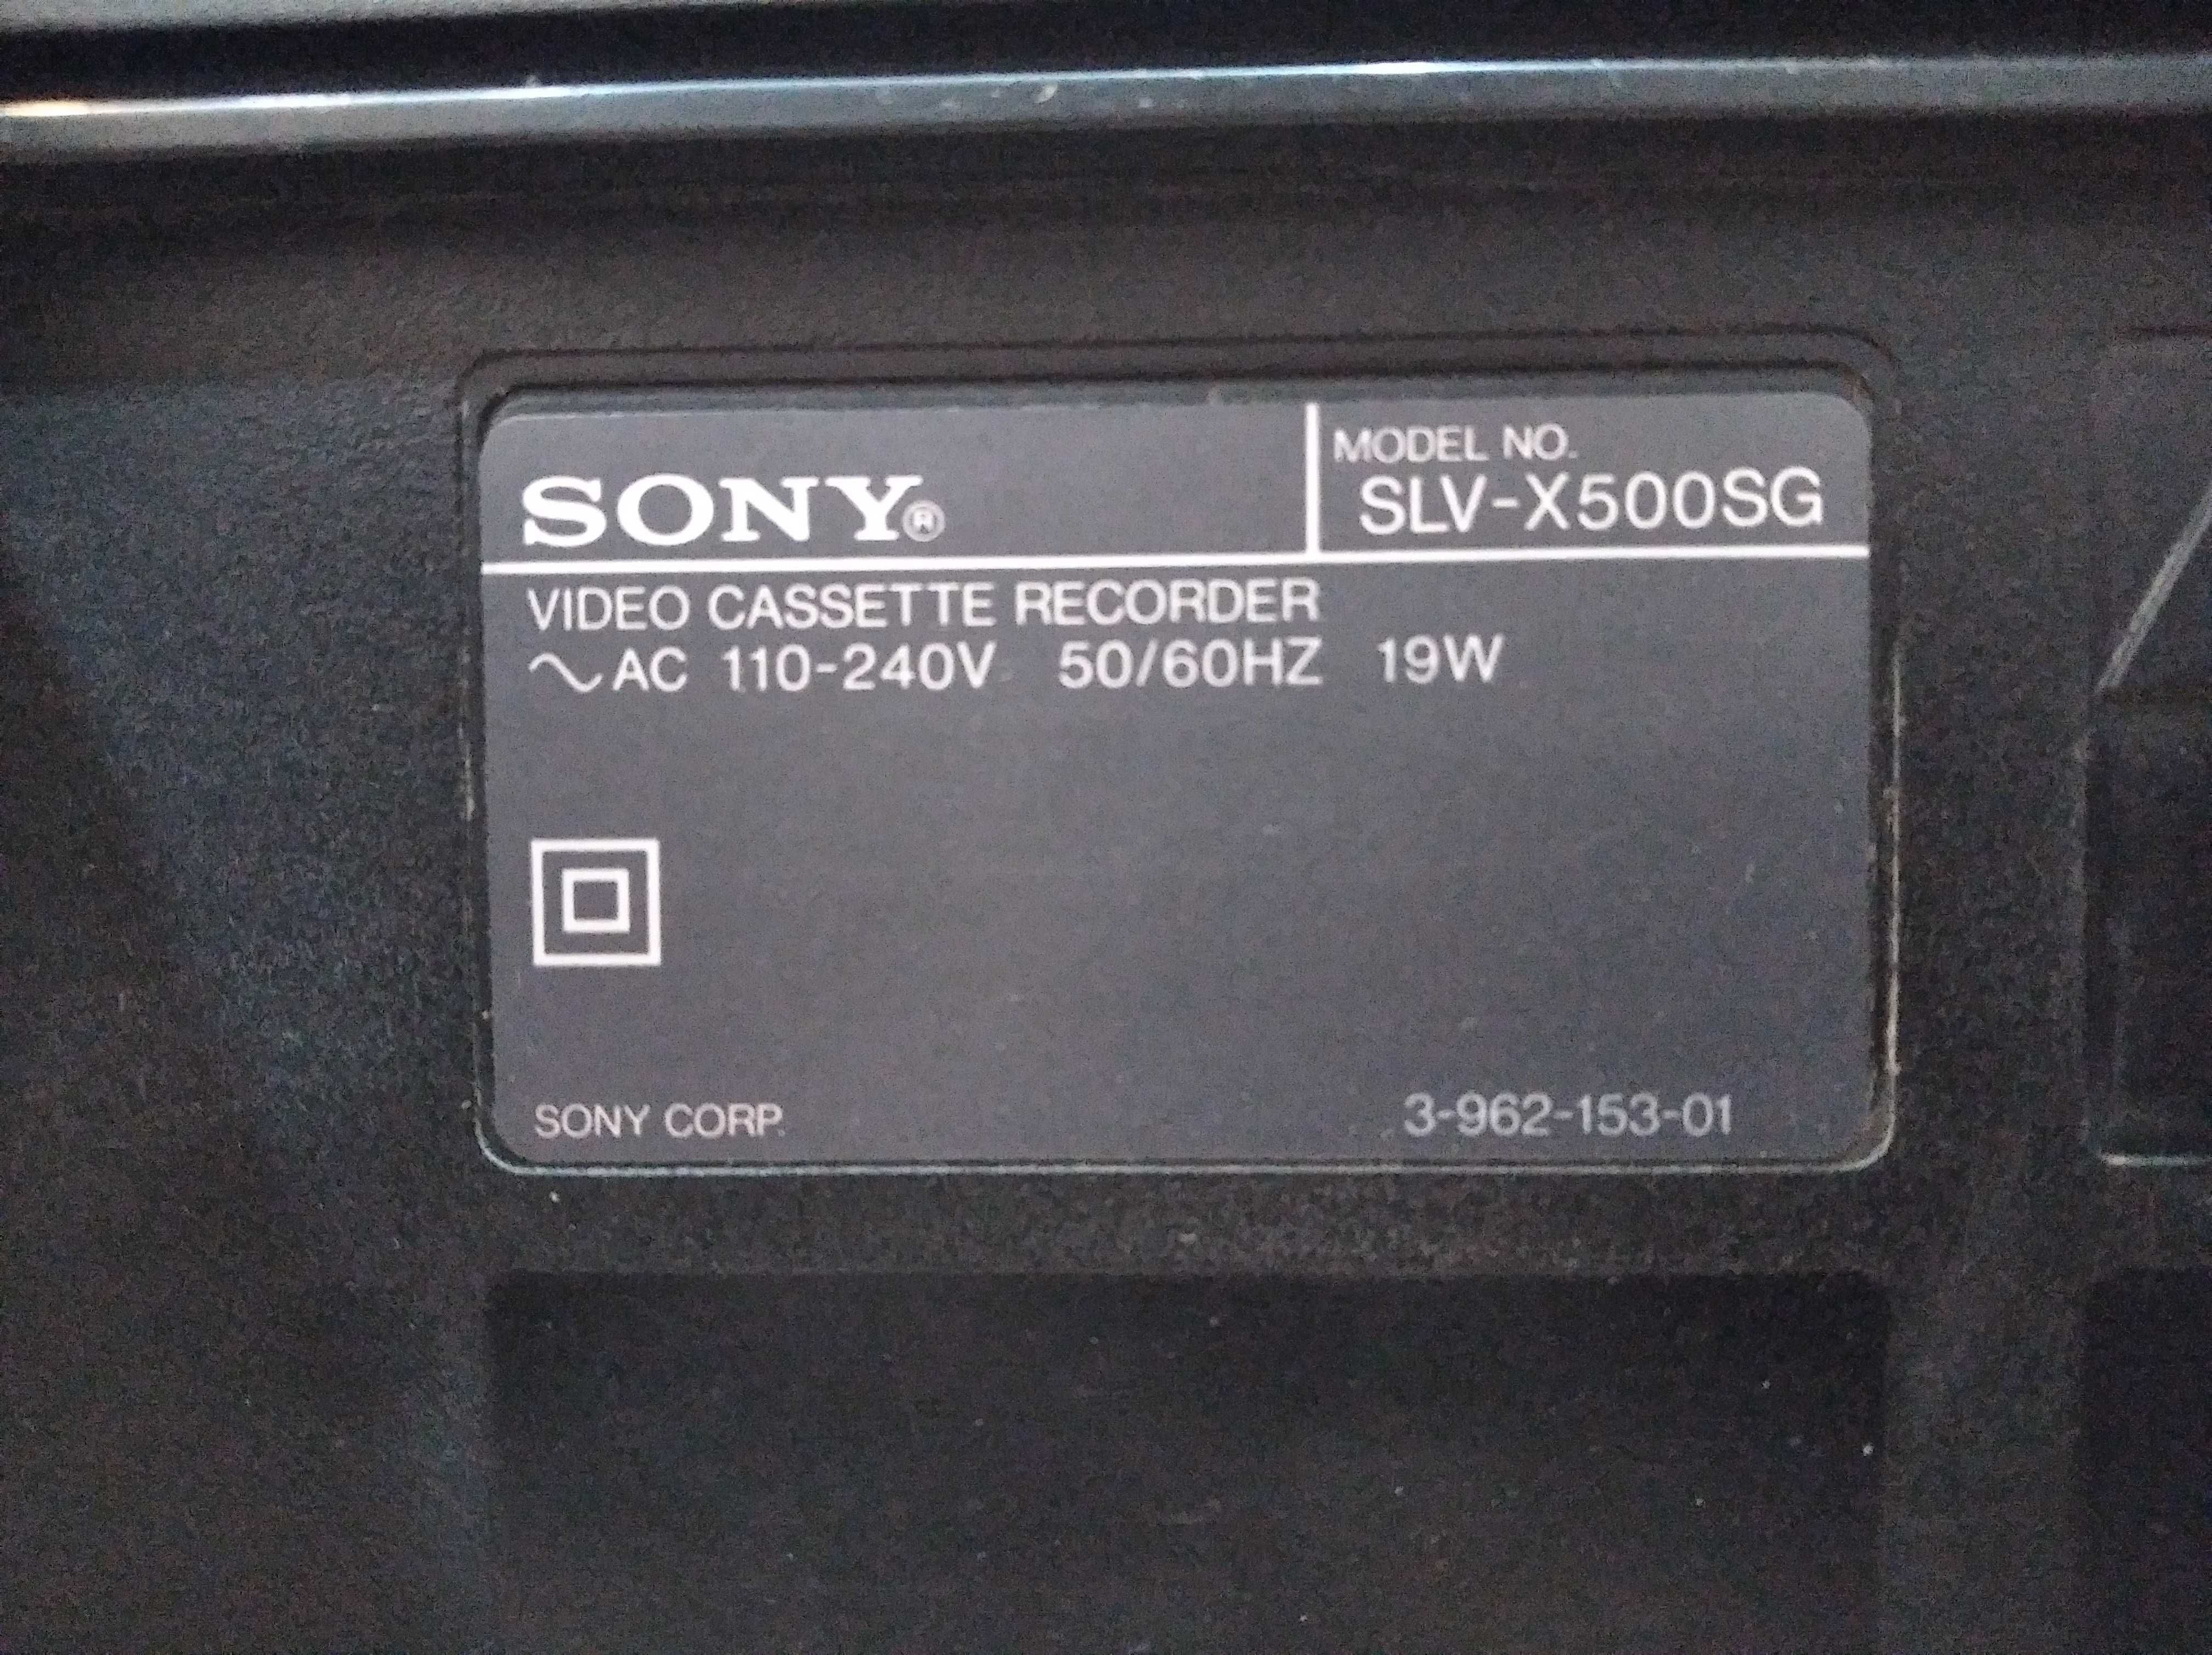 SONY®
MODEL NO.
SLV-X500SG
VIDEO CASSETTE RECORDER
～AC 110-240V 50/60HZ 19W
SONY CORP.
3-962-153-01